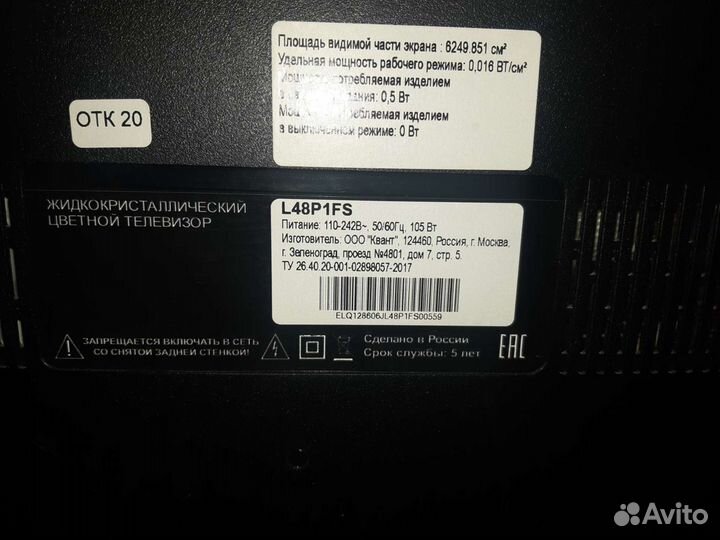 Площадь видимой части экрана : 6249.851 см²
Удельная мощность рабочего режима: 0,016 ВТ/см²
потребляемая изделием
в 0,5 Вт
изделием
в выключенном режиме: 0 Вт
ОТК 20
ЖИДКОКРИСТАЛЛИЧЕСКИЙ
ЦВЕТНОЙ ТЕЛЕВИЗОР
L48P1FS
Питание: 110-242В~, 50/60Гц, 105 Вт
Изготовитель: ООО "Квант", 124460, Россия, г. Москва,
г. Зеленоград, проезд №4801, дом 7, стр. 5.
ТУ 26.40.20-001-02898057-2017
ELQ128606JL48P1FS00559
ЗАПРЕЩАЕТСЯ ВКЛЮЧАТЬ В СЕТЬ
СО СНЯТОЙ ЗАДНЕЙ СТЕНКОЙ!
Сделано в России
Срок службы: 5 лет
EAC
Avito